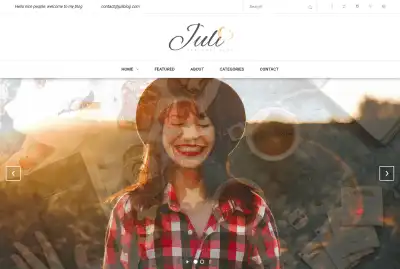 Hello nice people, welcome to my blog
contact@juliblog.com
Search
Juli
HOME
FEATURED
ABOUT
CATEGORIES
CONTACT